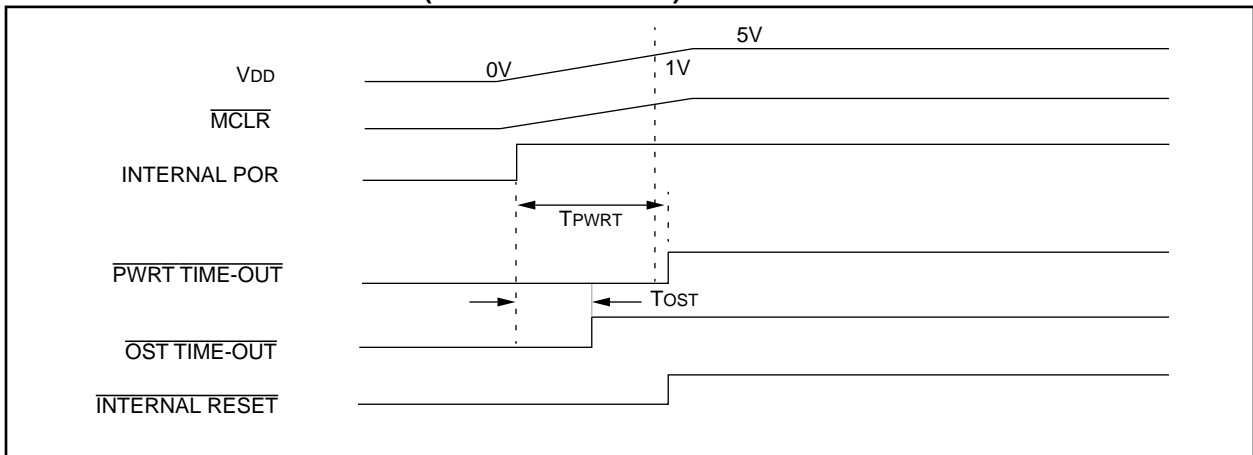 5V
VDD
0V
1V
MCLR
INTERNAL POR
TPWRT
PWRT TIME-OUT
TOST
OST TIME-OUT
INTERNAL RESET